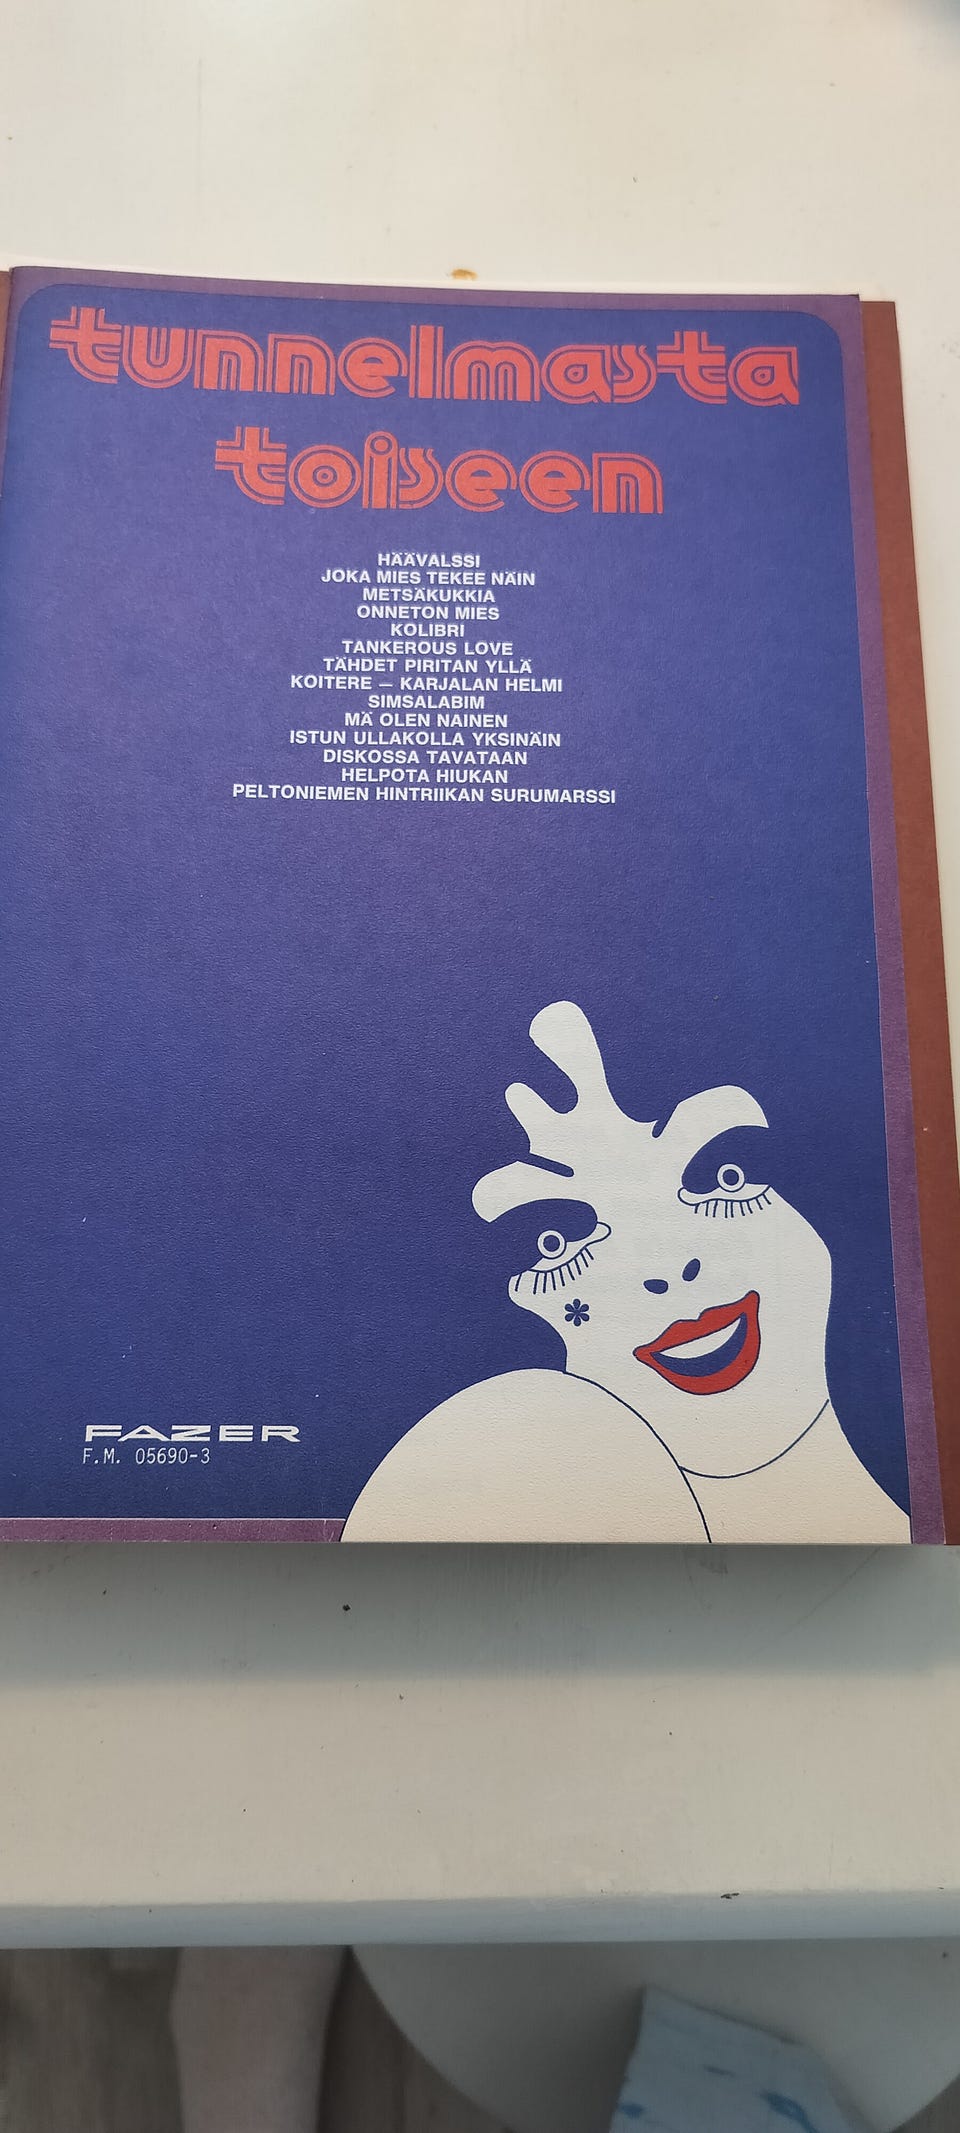 tunnelmasta
toiseen
HÄÄVALSSI
JOKA MIES TEKEE NÄIN
METSÄKUKKIA
ONNETON MIES
KOLIBRI
TANKEROUS LOVE
TÄHDET PIRITAN YLLÄ
KOITERE – KARJALAN HELMI
SIMSALABIM
MÄ OLEN NAINEN
ISTUN ULLAKOLLA YKSINÄIN
DISKOSSA TAVATAAN
HELPOTA HIUKAN
PELTONIEMEN HINTRIIKAN SURUMARSSI
FAZER
F.M. 05690-3